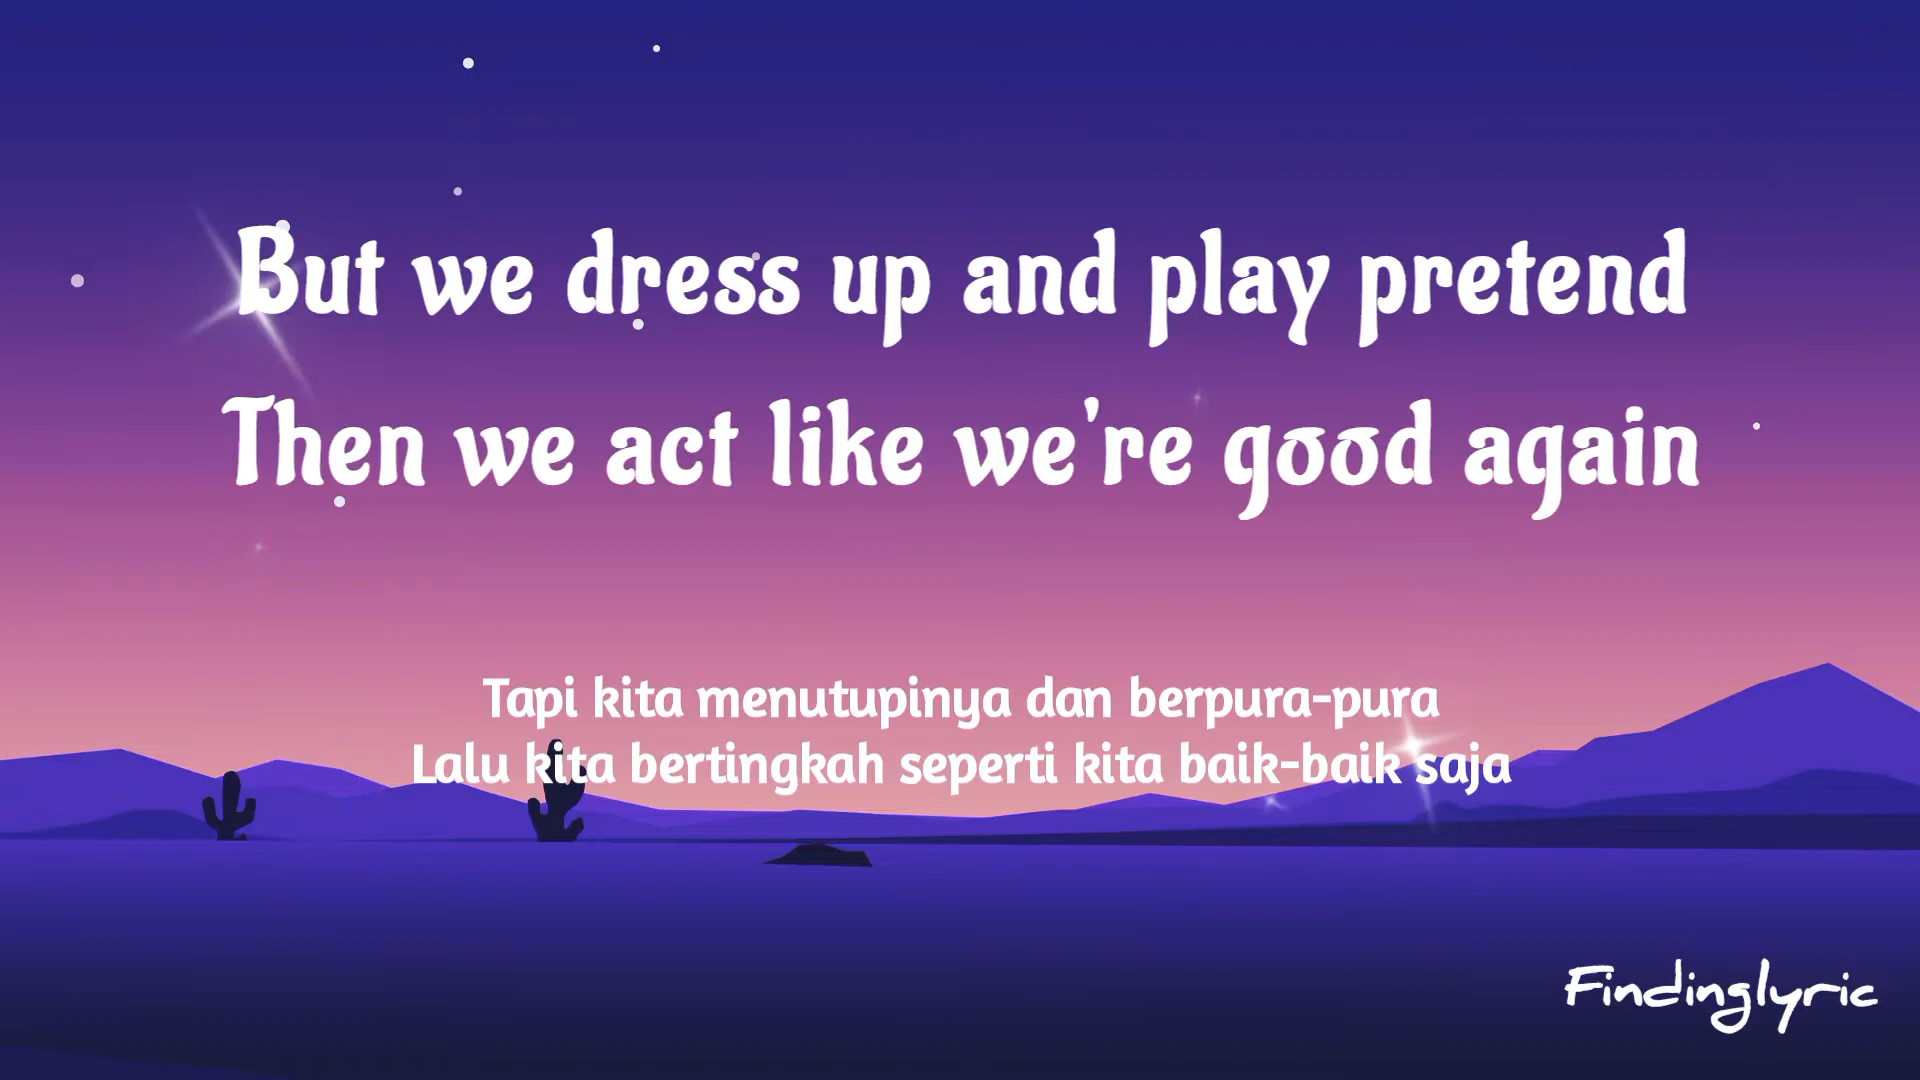 But we dress up and play pretend
Then we act like we're good again
Tapi kita menutupinya dan berpura-pura
Lalu kita bertingkah seperti kita baik-baik saja
Findinglyric